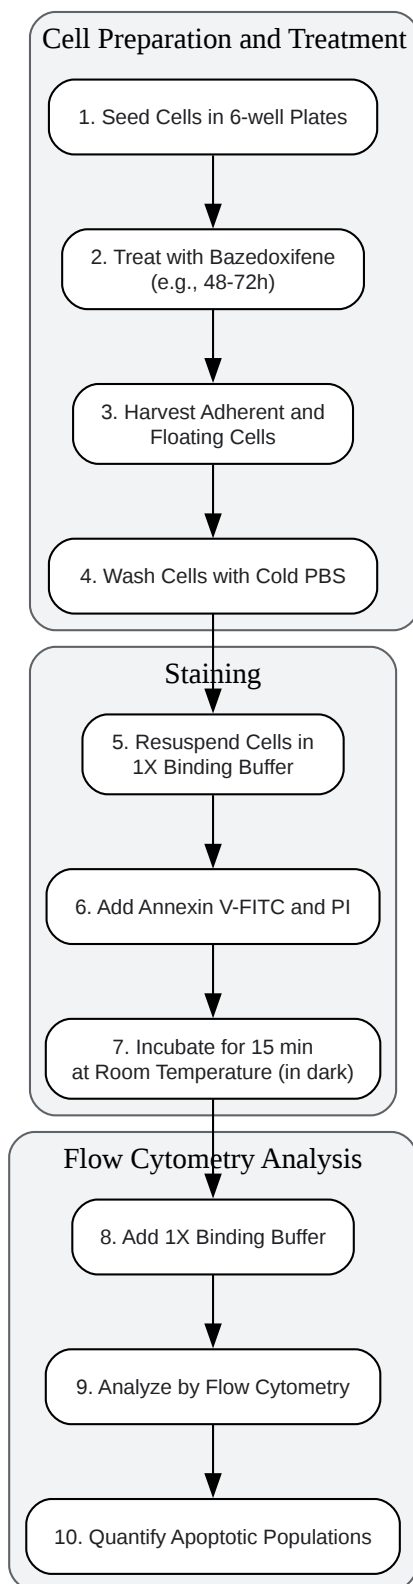 Cell Preparation and Treatment
1. Seed Cells in 6-well Plates
2. Treat with Bazedoxifene
(e.g., 48-72h)
3. Harvest Adherent and
Floating Cells
4. Wash Cells with Cold PBS
Staining
5. Resuspend Cells in
1X Binding Buffer
6. Add Annexin V-FITC and PI
7. Incubate for 15 min
at Room Temperature (in dark)
Flow Cytometry Analysis
8. Add 1X Binding Buffer
9. Analyze by Flow Cytometry
10. Quantify Apoptotic Populations